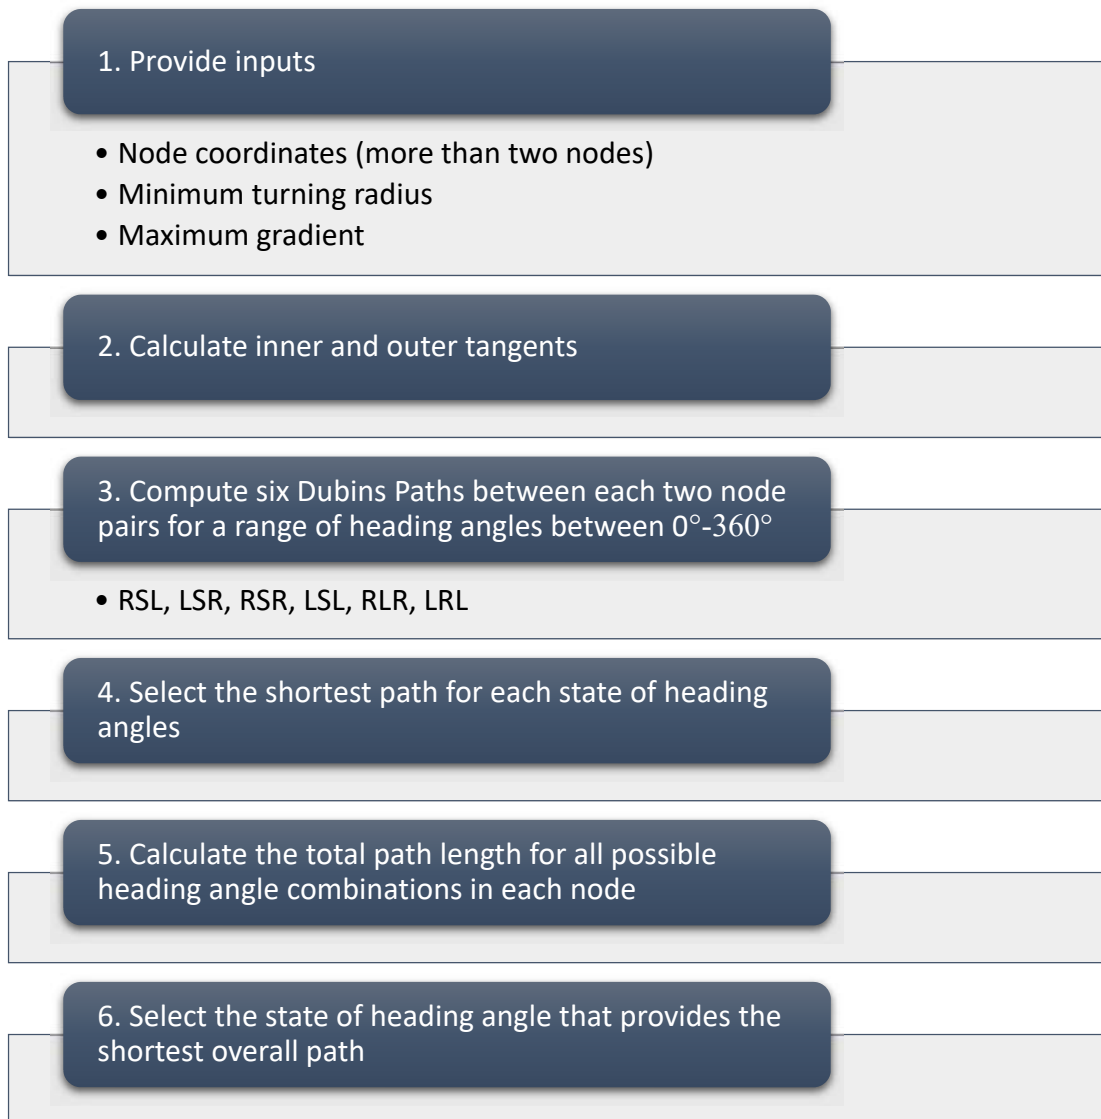 1. Provide inputs
• Node coordinates (more than two nodes)
• Minimum turning radius
• Maximum gradient
2. Calculate inner and outer tangents
3. Compute six Dubins Paths between each two node
pairs for a range of heading angles between 0°-360°
• RSL, LSR, RSR, LSL, RLR, LRL
4. Select the shortest path for each state of heading
angles
5. Calculate the total path length for all possible
heading angle combinations in each node
6. Select the state of heading angle that provides the
shortest overall path